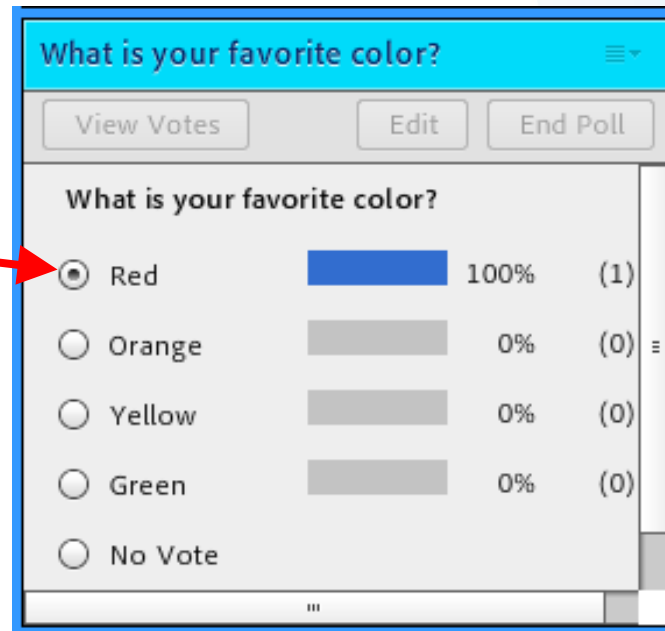 What is your favorite color?
View Votes Edit End Poll
What is your favorite color?
Red 100% (1)
Orange 0% (0)
Yellow 0% (0)
Green 0% (0)
No Vote